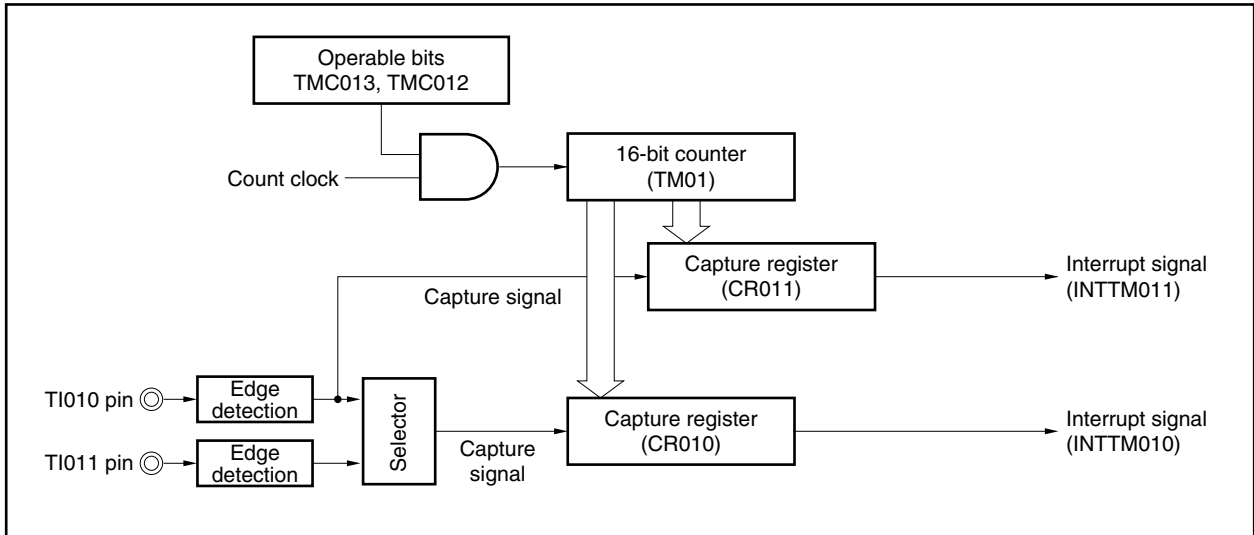 Operable bits
TMC013, TMC012
Count clock
16-bit counter
(TM01)
Capture register
(CR011)
Interrupt signal
(INTTM011)
Capture signal
TI010 pin
Edge
detection
Selector
Capture
signal
Capture register
(CR010)
Interrupt signal
(INTTM010)
TI011 pin
Edge
detection